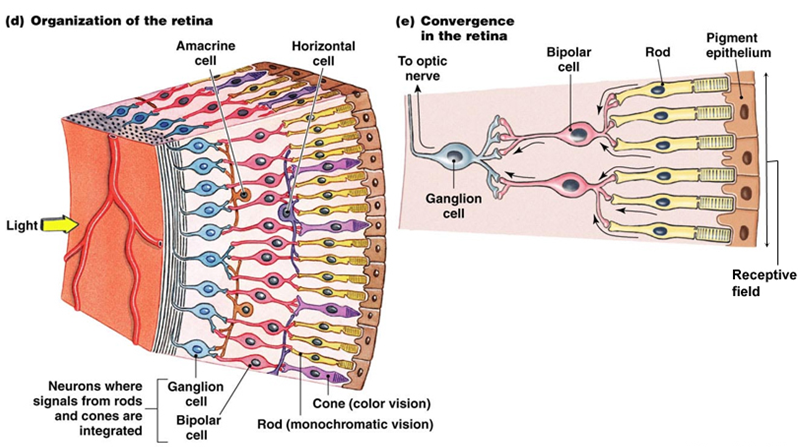 (d) Organization of the retina
Amacrine
cell
Horizontal
cell
Light
Neurons where
signals from rods
and cones are
integrated
Ganglion
cell
Bipolar
cell
Cone (color vision)
Rod (monochromatic vision)
(e) Convergence
in the retina
To optic
nerve
Bipolar
cell
Rod
Pigment
epithelium
Ganglion
cell
Receptive
field